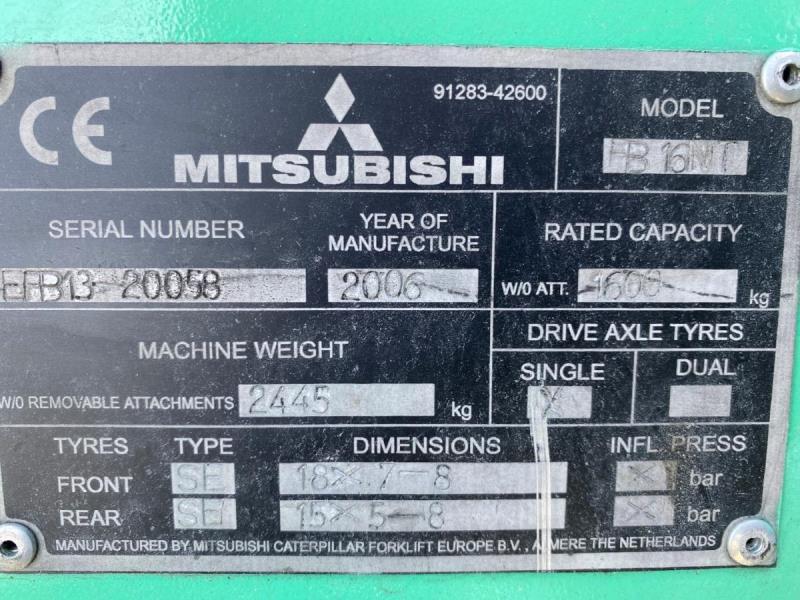 CE
91283-42600
MITSUBISHI
MODEL
FB16NT
SERIAL NUMBER
EFB13-20058
YEAR OF
MANUFACTURE
2006
RATED CAPACITY
W/0 ATT. 1600 kg
MACHINE WEIGHT
W/0 REMOVABLE ATTACHMENTS 2445 kg
DRIVE AXLE TYRES
SINGLE DUAL
X
TYRES TYPE DIMENSIONS INFL. PRESS
FRONT SE 18X7-8 X bar
REAR SE 15X5-8 X bar
MANUFACTURED BY MITSUBISHI CATERPILLAR FORKLIFT EUROPE B.V., ALMERE THE NETHERLANDS